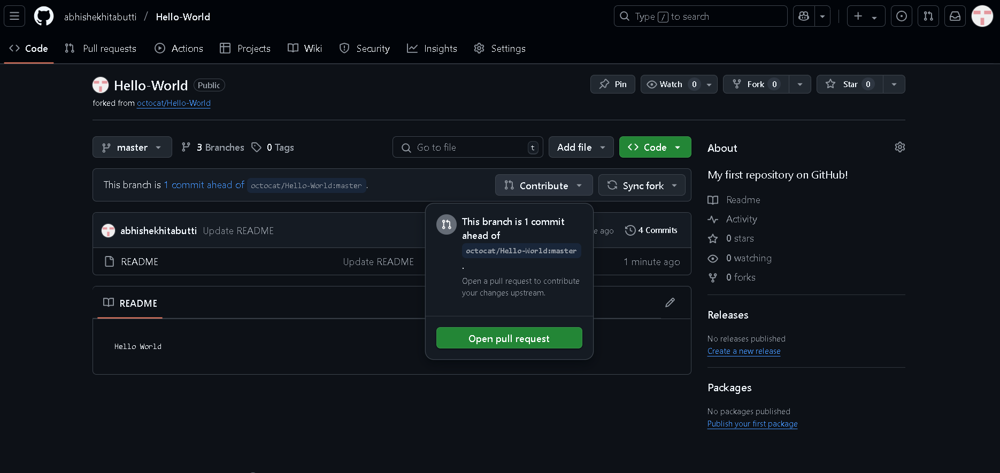 abhishekhitabutti / Hello-World
Type / to search
Code Pull requests Actions Projects Wiki Security Insights Settings
Hello-World Public
forked from octocat/Hello-World
Pin Watch 0 Fork 0 Star 0
master 3 Branches 0 Tags Go to file t Add file Code
This branch is 1 commit ahead of octocat/Hello-World:master .
Contribute Sync fork
This branch is 1 commit
ahead of
octocat/Hello-World:master
.
Open a pull request to contribute
your changes upstream.
Open pull request
abhishekhitabutti Update README e ago 4 Commits
README Update README 1 minute ago
README
Hello World
About
My first repository on GitHub!
Readme
Activity
0 stars
0 watching
0 forks
Releases
No releases published
Create a new release
Packages
No packages published
Publish your first package